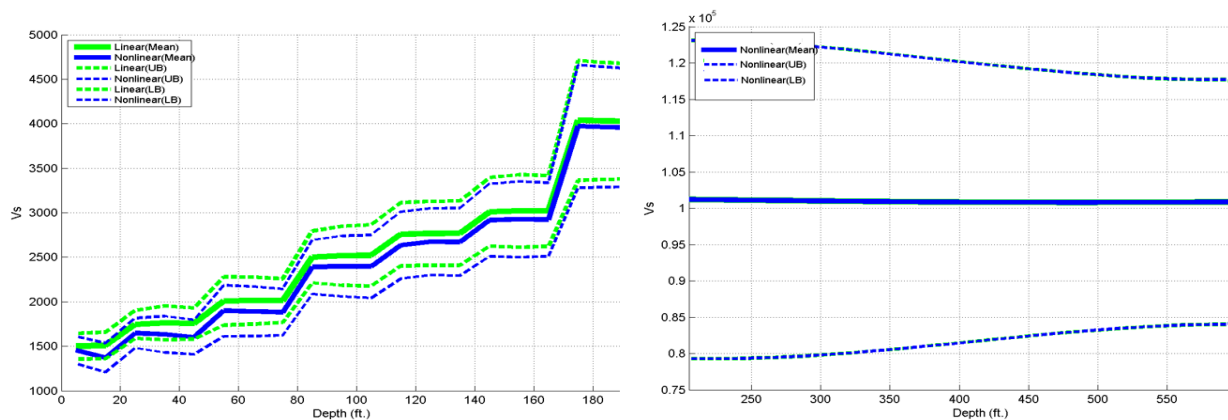 5000
4500
4000
3500
3000
2500
2000
1500
1000
Vs
Linear(Mean)
Nonlinear(Mean)
Linear(UB)
Nonlinear(UB)
Linear(LB)
Nonlinear(LB)
0 20 40 60 80 100 120 140 160 180
Depth (ft.)
x 10⁵
1.25
1.2
1.15
1.1
1.05
1
0.95
0.9
0.85
0.8
0.75
Vs
Nonlinear(Mean)
Nonlinear(UB)
Nonlinear(LB)
250 300 350 400 450 500 550
Depth (ft.)